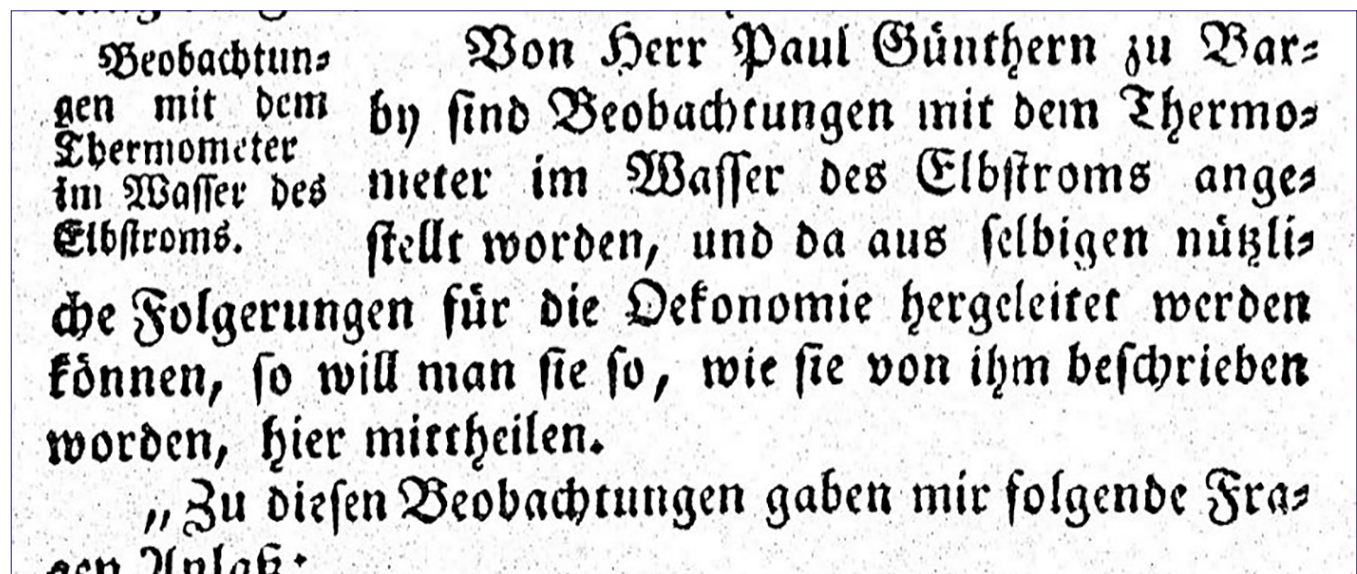 Beobachtun⸗
gen mit dem
Thermometer
im Waſſer des
Elbſtroms.
Von Herr Paul Günthern zu Bar⸗
by ſind Beobachtungen mit dem Thermo⸗
meter im Waſſer des Elbſtroms ange⸗
ſtellt worden, und da aus ſelbigen nützli⸗
che Folgerungen für die Oekonomie hergeleitet werden
können, ſo will man ſie ſo, wie ſie von ihm beſchrieben
worden, hier mittheilen.
„Zu dieſen Beobachtungen gaben mir folgende Fra⸗
gen Anlaß: